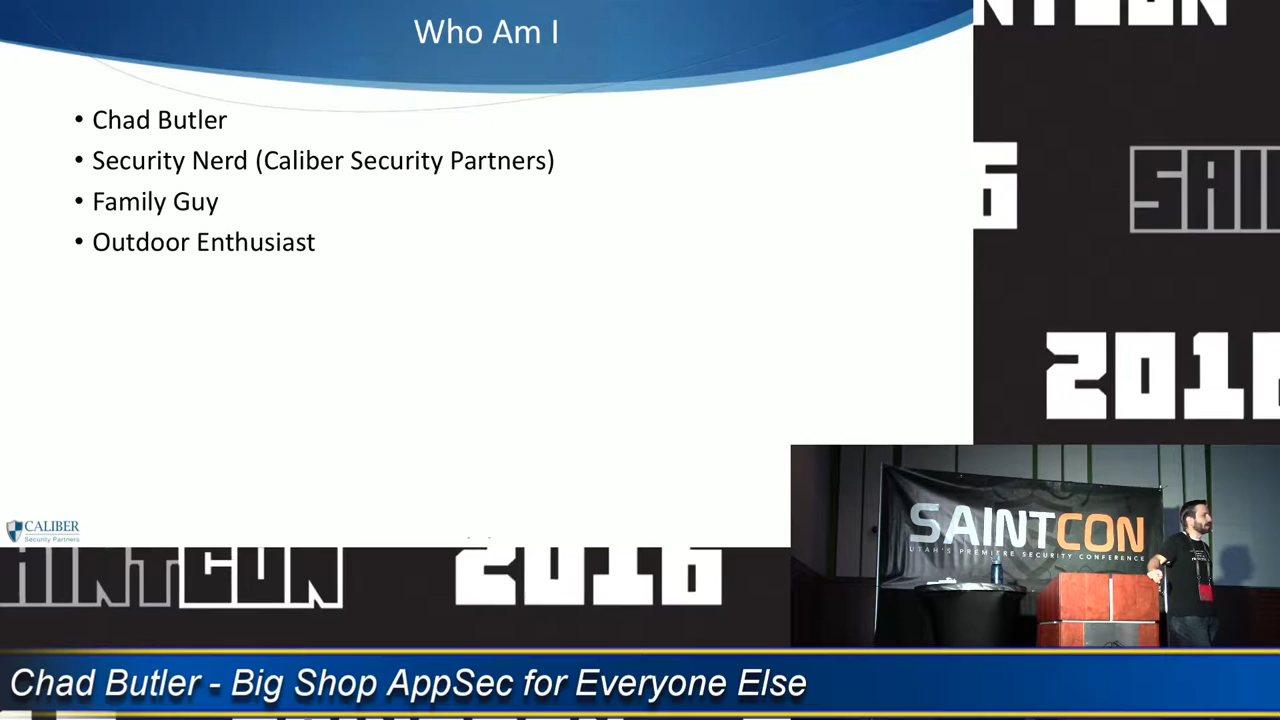 Who Am I
• Chad Butler
• Security Nerd (Caliber Security Partners)
• Family Guy
• Outdoor Enthusiast
CALIBER
Security Partners
2016
SAINTCON
UTAH'S PREMIERE SECURITY CONFERENCE
2016
Chad Butler - Big Shop AppSec for Everyone Else